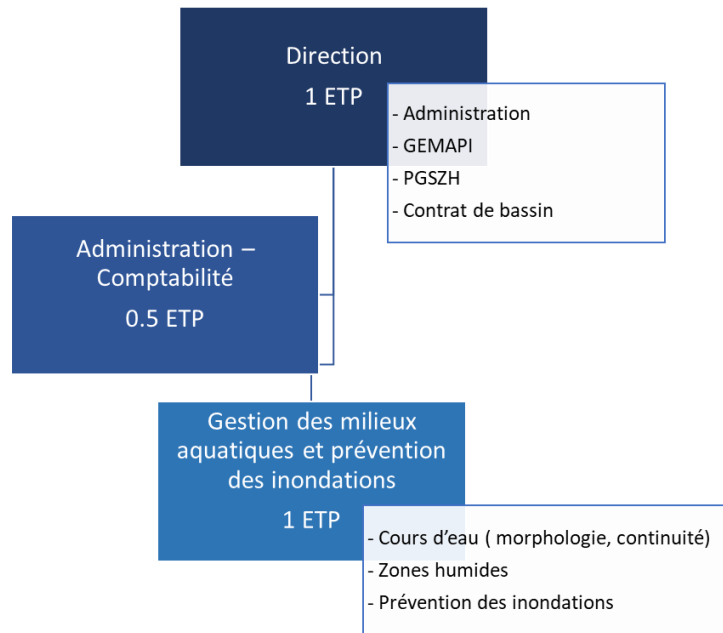 Direction
1 ETP
- Administration
- GEMAPI
- PGSZH
- Contrat de bassin
Administration –
Comptabilité
0.5 ETP
Gestion des milieux
aquatiques et prévention
des inondations
1 ETP
- Cours d’eau ( morphologie, continuité)
- Zones humides
- Prévention des inondations